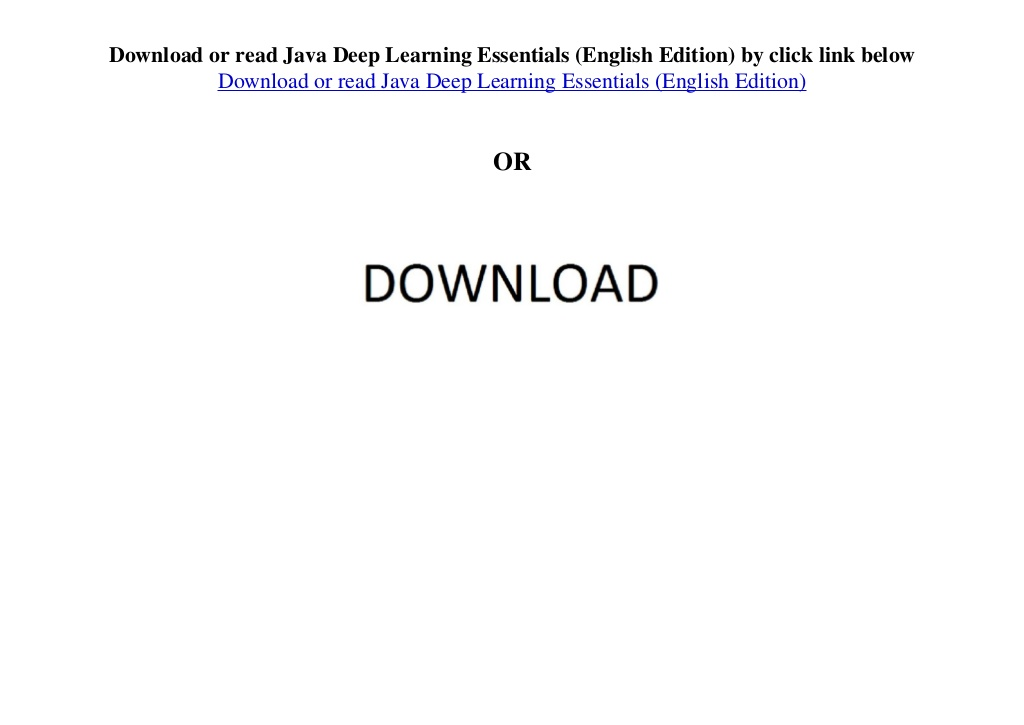 Download or read Java Deep Learning Essentials (English Edition) by click link below
Download or read Java Deep Learning Essentials (English Edition)
OR
DOWNLOAD